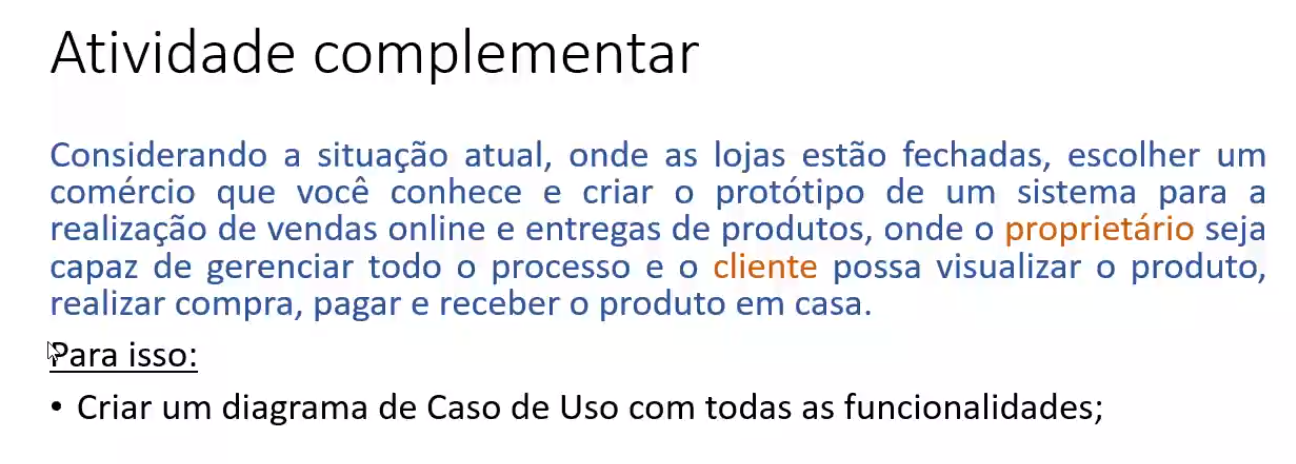 Atividade complementar
Considerando a situação atual, onde as lojas estão fechadas, escolher um
comércio que você conhece e criar o protótipo de um sistema para a
realização de vendas online e entregas de produtos, onde o proprietário seja
capaz de gerenciar todo o processo e o cliente possa visualizar o produto,
realizar compra, pagar e receber o produto em casa.
Para isso:
• Criar um diagrama de Caso de Uso com todas as funcionalidades;